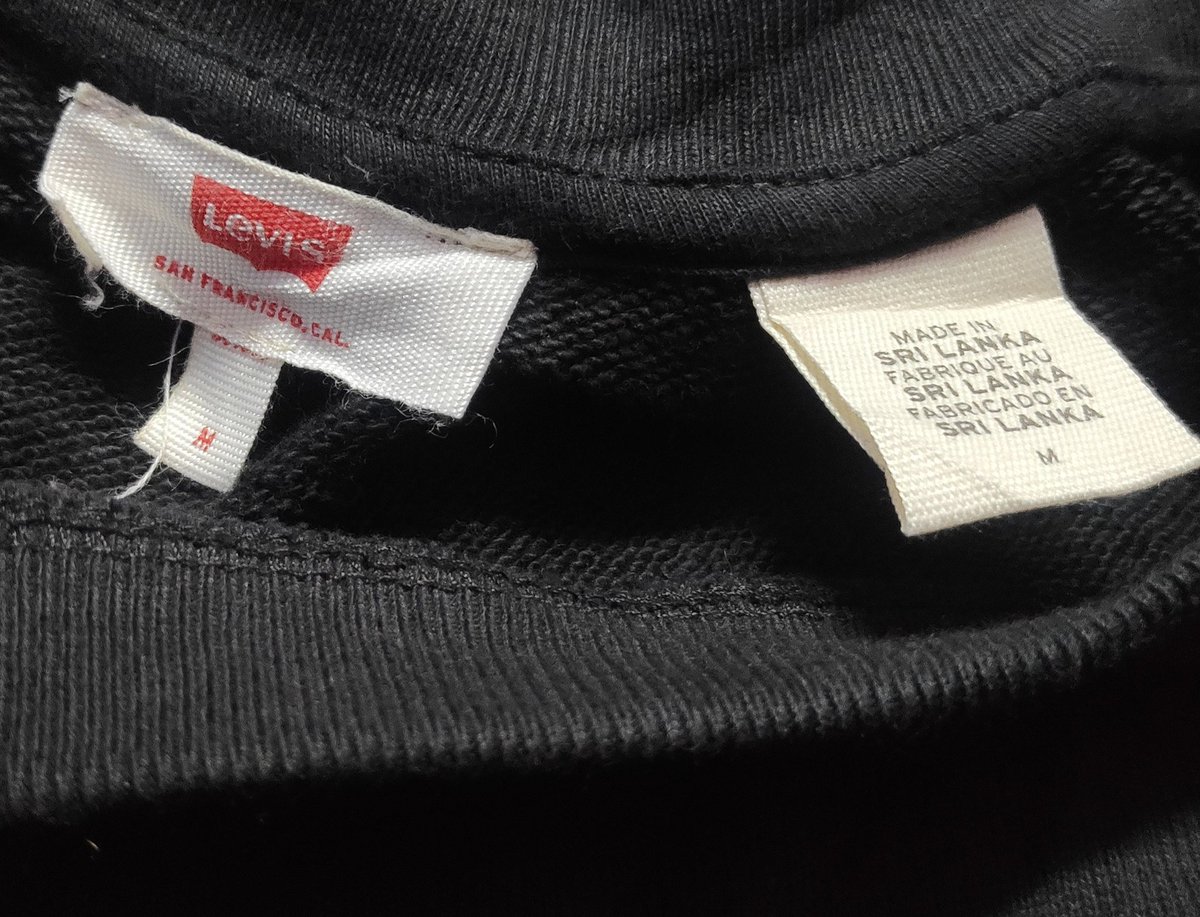 Levi's
SAN FRANCISCO, CAL.
M
MADE IN
SRI LANKA
FABRIQUE AU
SRI LANKA
FABRICADO EN
SRI LANKA
M